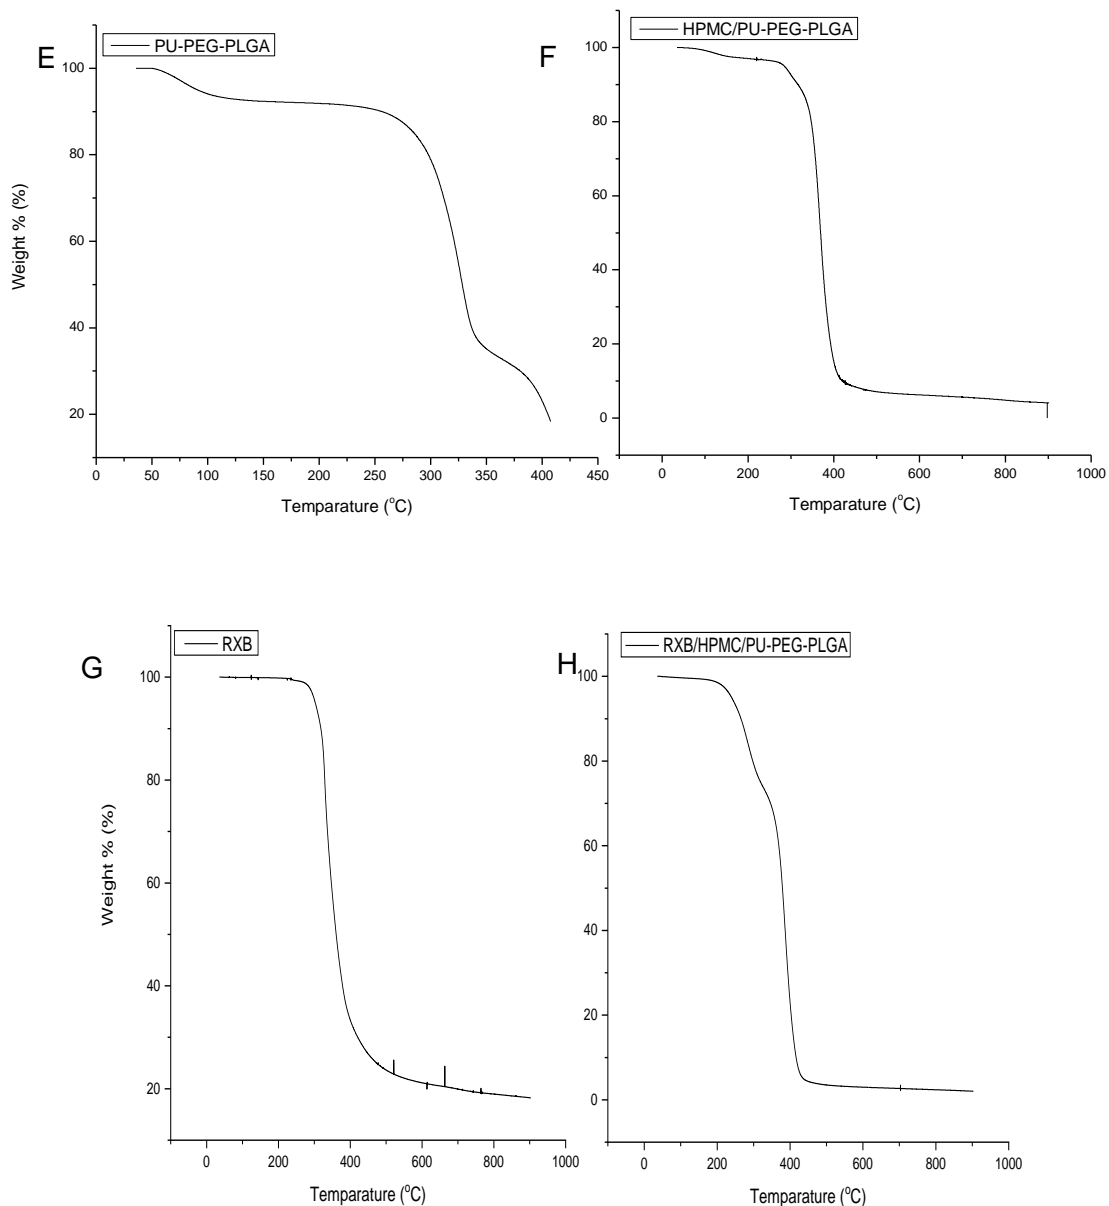 E
PU-PEG-PLGA
100
80
60
40
20
Weight % (%)
0 50 100 150 200 250 300 350 400 450
Temparature (°C)
F
HPMC/PU-PEG-PLGA
100
80
60
40
20
0
0 200 400 600 800 1000
Temparature (°C)
G
RXB
100
80
60
40
20
Weight % (%)
0 200 400 600 800 1000
Temparature (°C)
H
RXB/HPMC/PU-PEG-PLGA
100
80
60
40
20
0
0 200 400 600 800 1000
Temparature (°C)